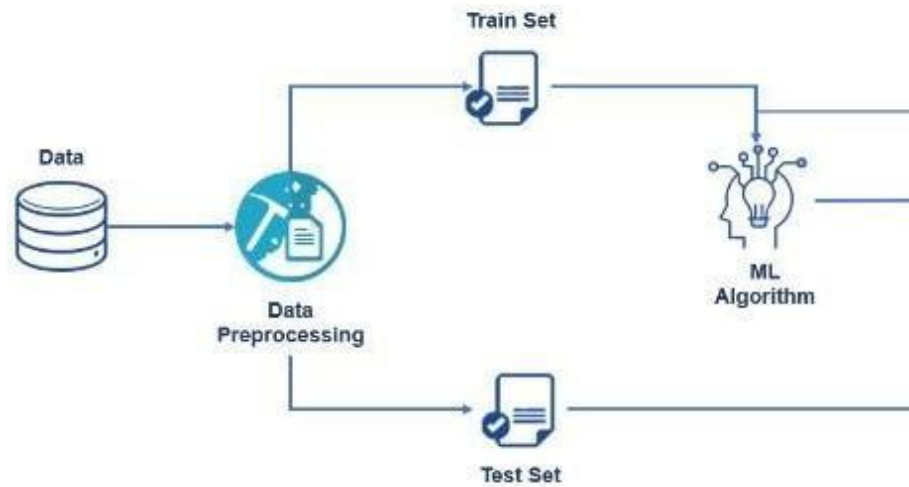 Train Set
Data
Data
Preprocessing
ML
Algorithm
Test Set